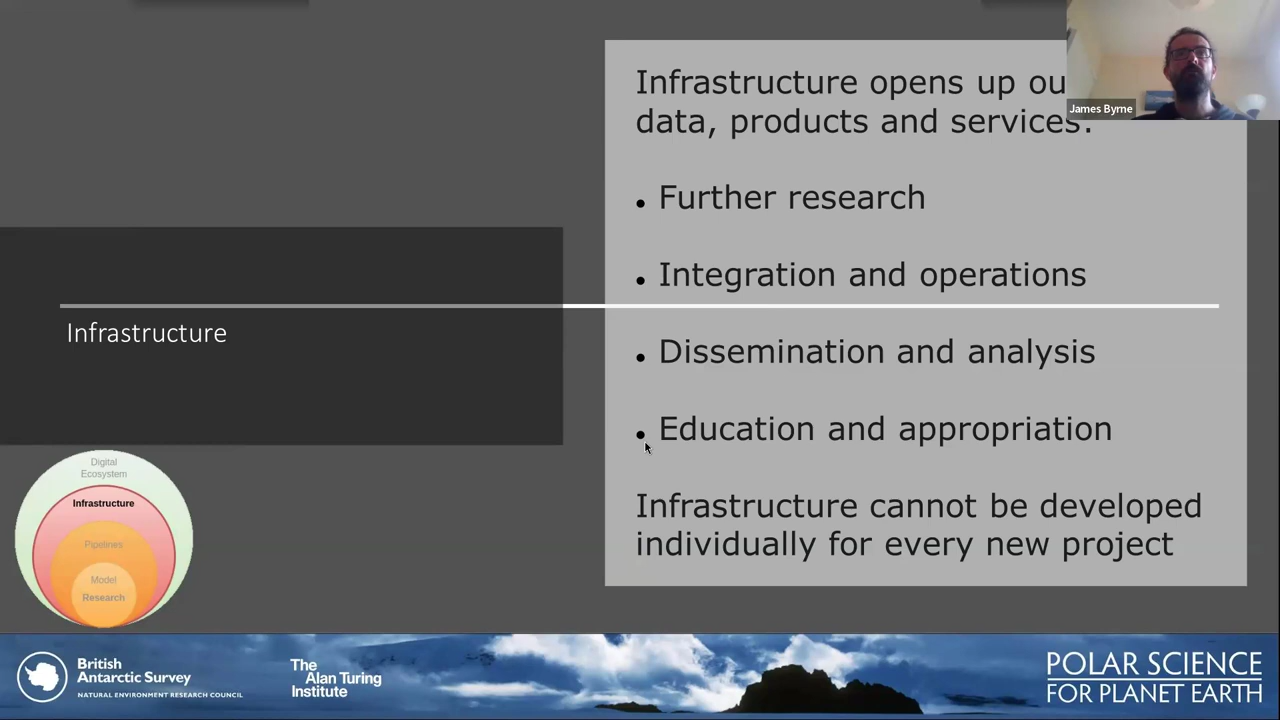 Infrastructure opens up ou
data, products and services:
James Byrne
• Further research
• Integration and operations
Infrastructure
• Dissemination and analysis
• Education and appropriation
Infrastructure cannot be developed
individually for every new project
Digital
Ecosystem
Infrastructure
Pipelines
Model
Research
British
Antarctic Survey
NATURAL ENVIRONMENT RESEARCH COUNCIL
The
Alan Turing
Institute
POLAR SCIENCE
FOR PLANET EARTH